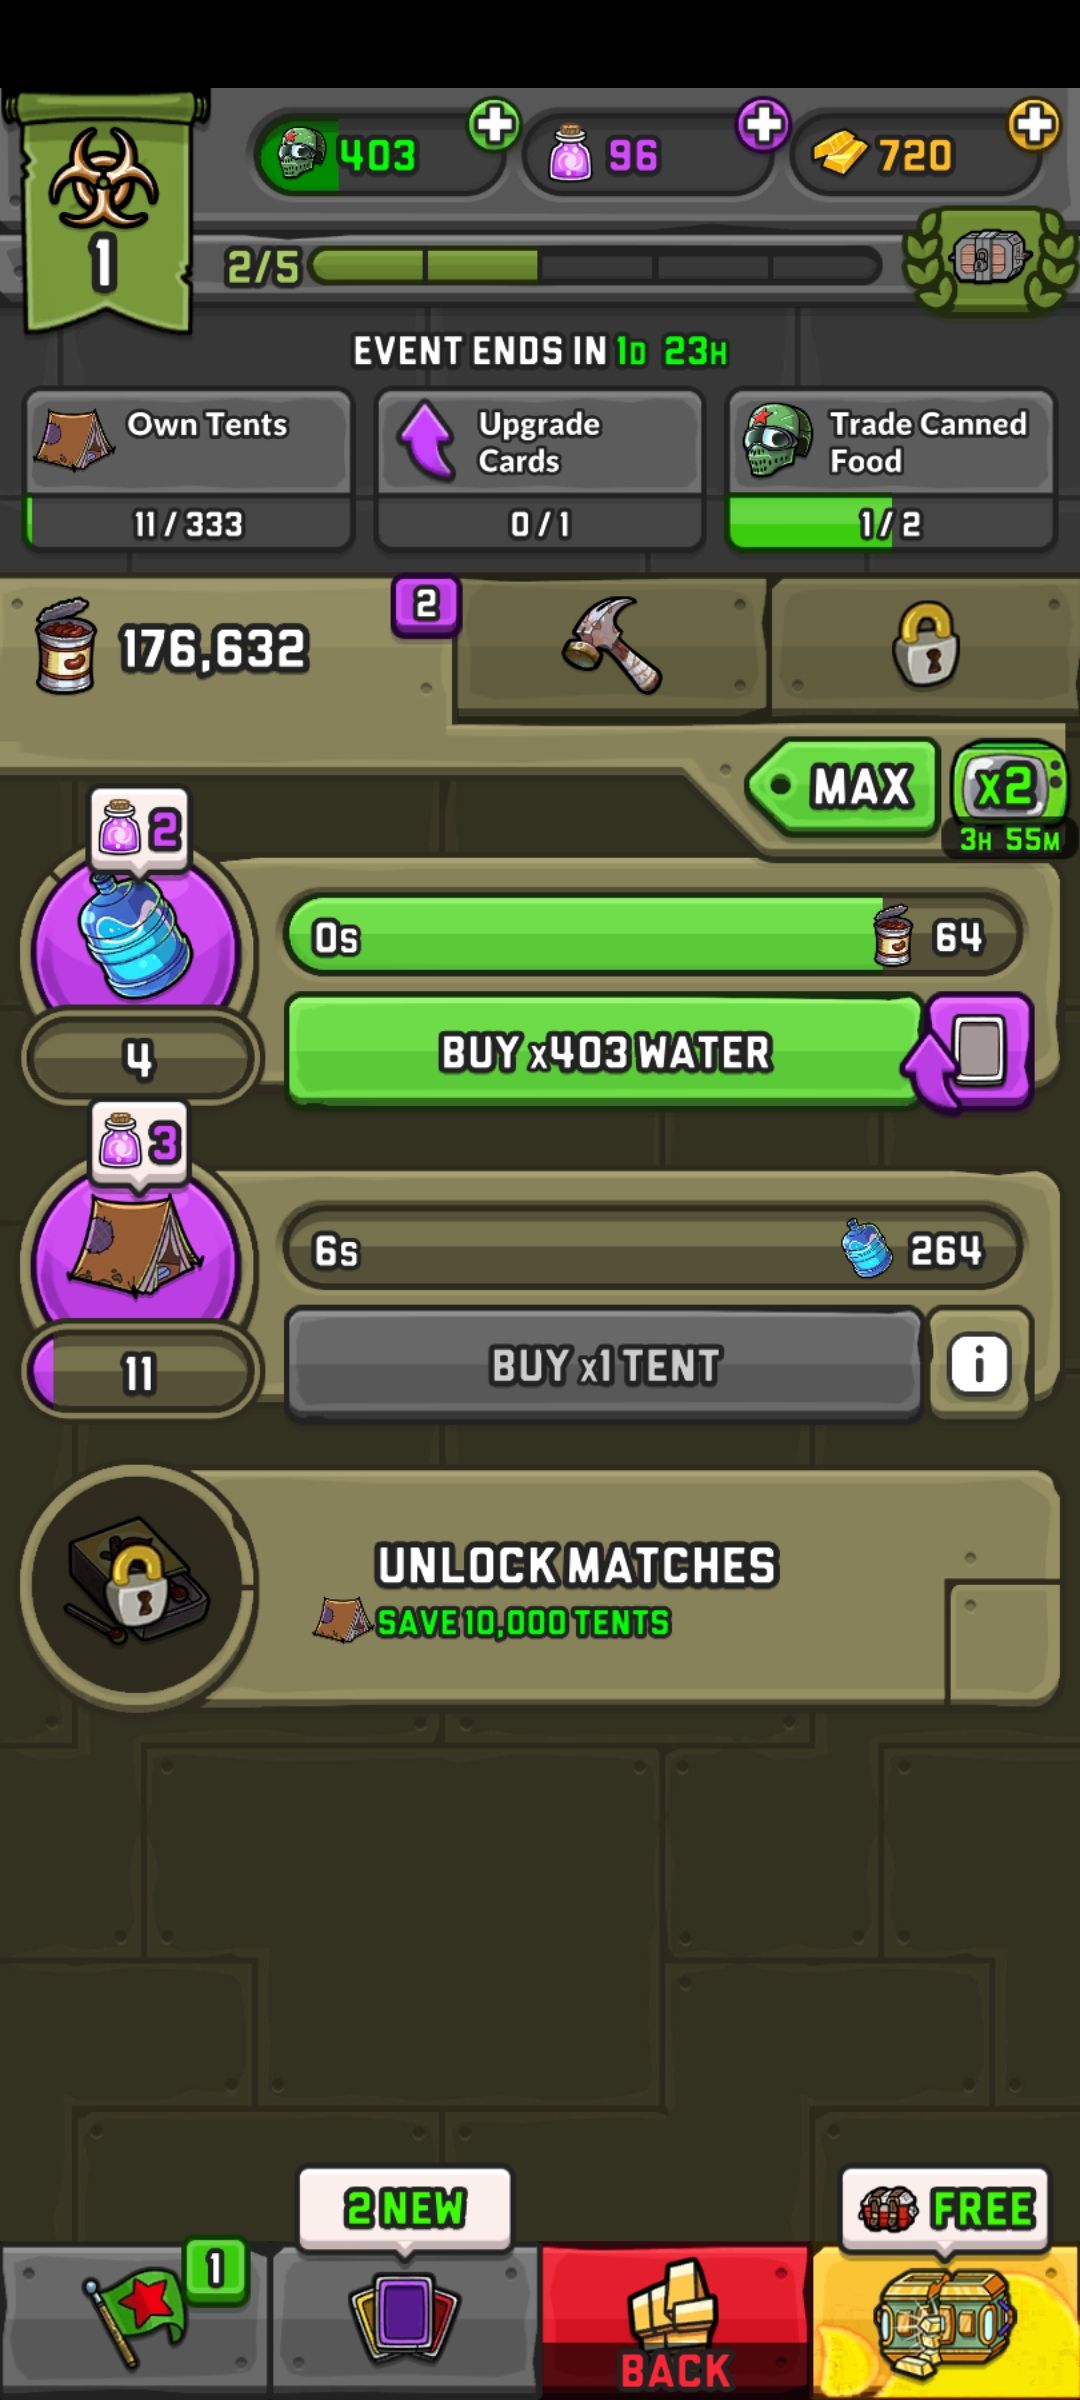 403
96
720
1
2/5
EVENT ENDS IN 1D 23H
Own Tents
11 / 333
Upgrade
Cards
0 / 1
Trade Canned
Food
1 / 2
176,632
2
MAX
x2
3H 55M
2
0s
64
4
BUY x403 WATER
3
6s
264
11
BUY x1 TENT
i
UNLOCK MATCHES
SAVE 10,000 TENTS
1
2 NEW
BACK
FREE